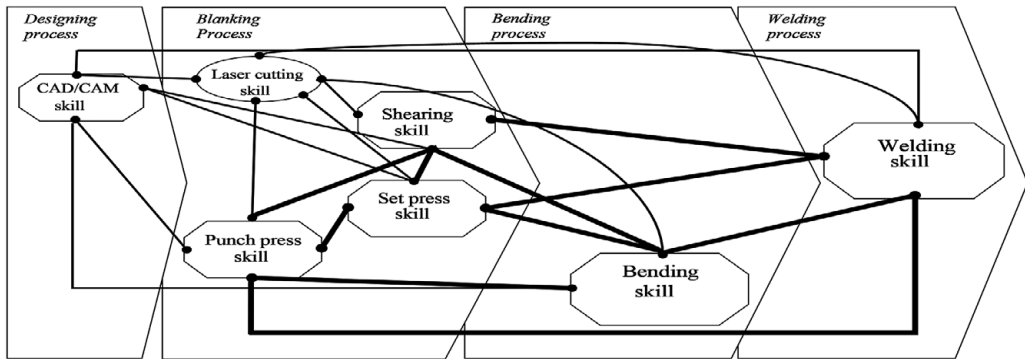 Designing
process
Blanking
Process
Bending
process
Welding
process
CAD/CAM
skill
Laser cutting
skill
Shearing
skill
Welding
skill
Set press
skill
Punch press
skill
Bending
skill